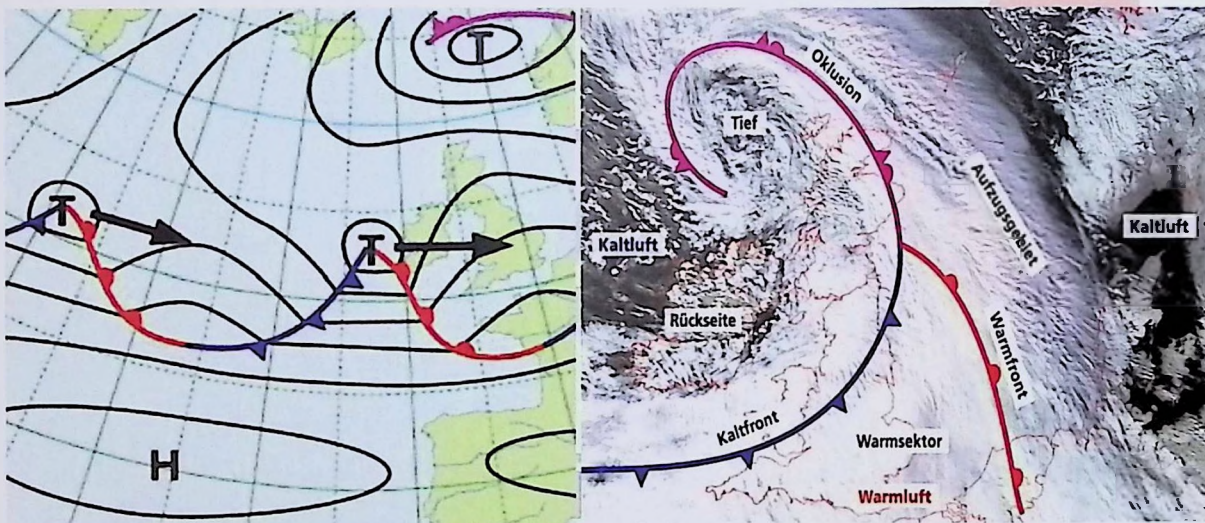 T
T
T
H
Oklusion
Tief
Aufzugsgebiet
Kaltluft
Kaltluft
Rückseite
Warmfront
Kaltfront
Warmsektor
Warmluft